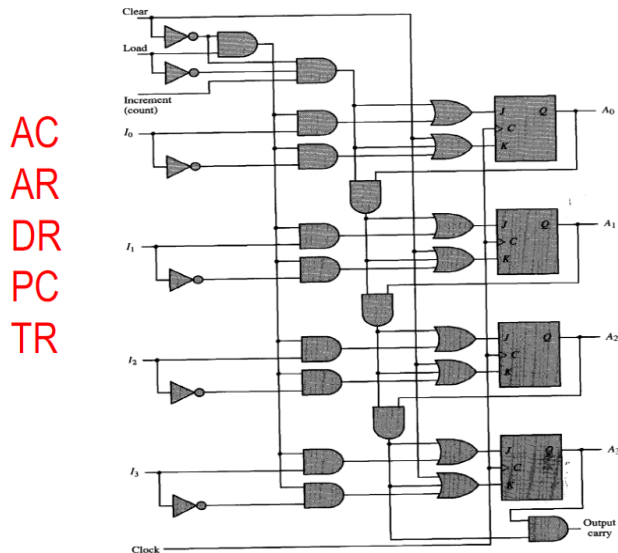 Clear
Load
Increment
(count)
I0
I1
I2
I3
Clock
AC
AR
DR
PC
TR
J Q
C
K
A0
J Q
C
K
A1
J Q
C
K
A2
J Q
C
K
Output
carry